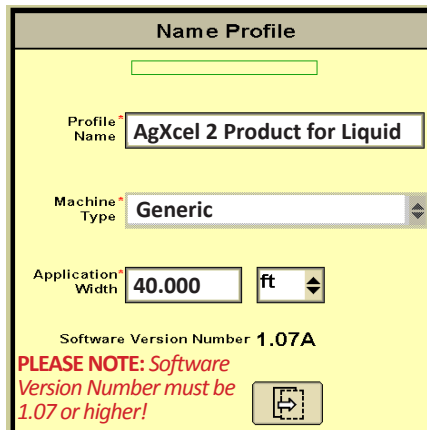 Name Profile
Profile*
Name
AgXcel 2 Product for Liquid
Machine*
Type
Generic
Application*
Width
40.000
ft
Software Version Number 1.07A
PLEASE NOTE: Software
Version Number must be
1.07 or higher!